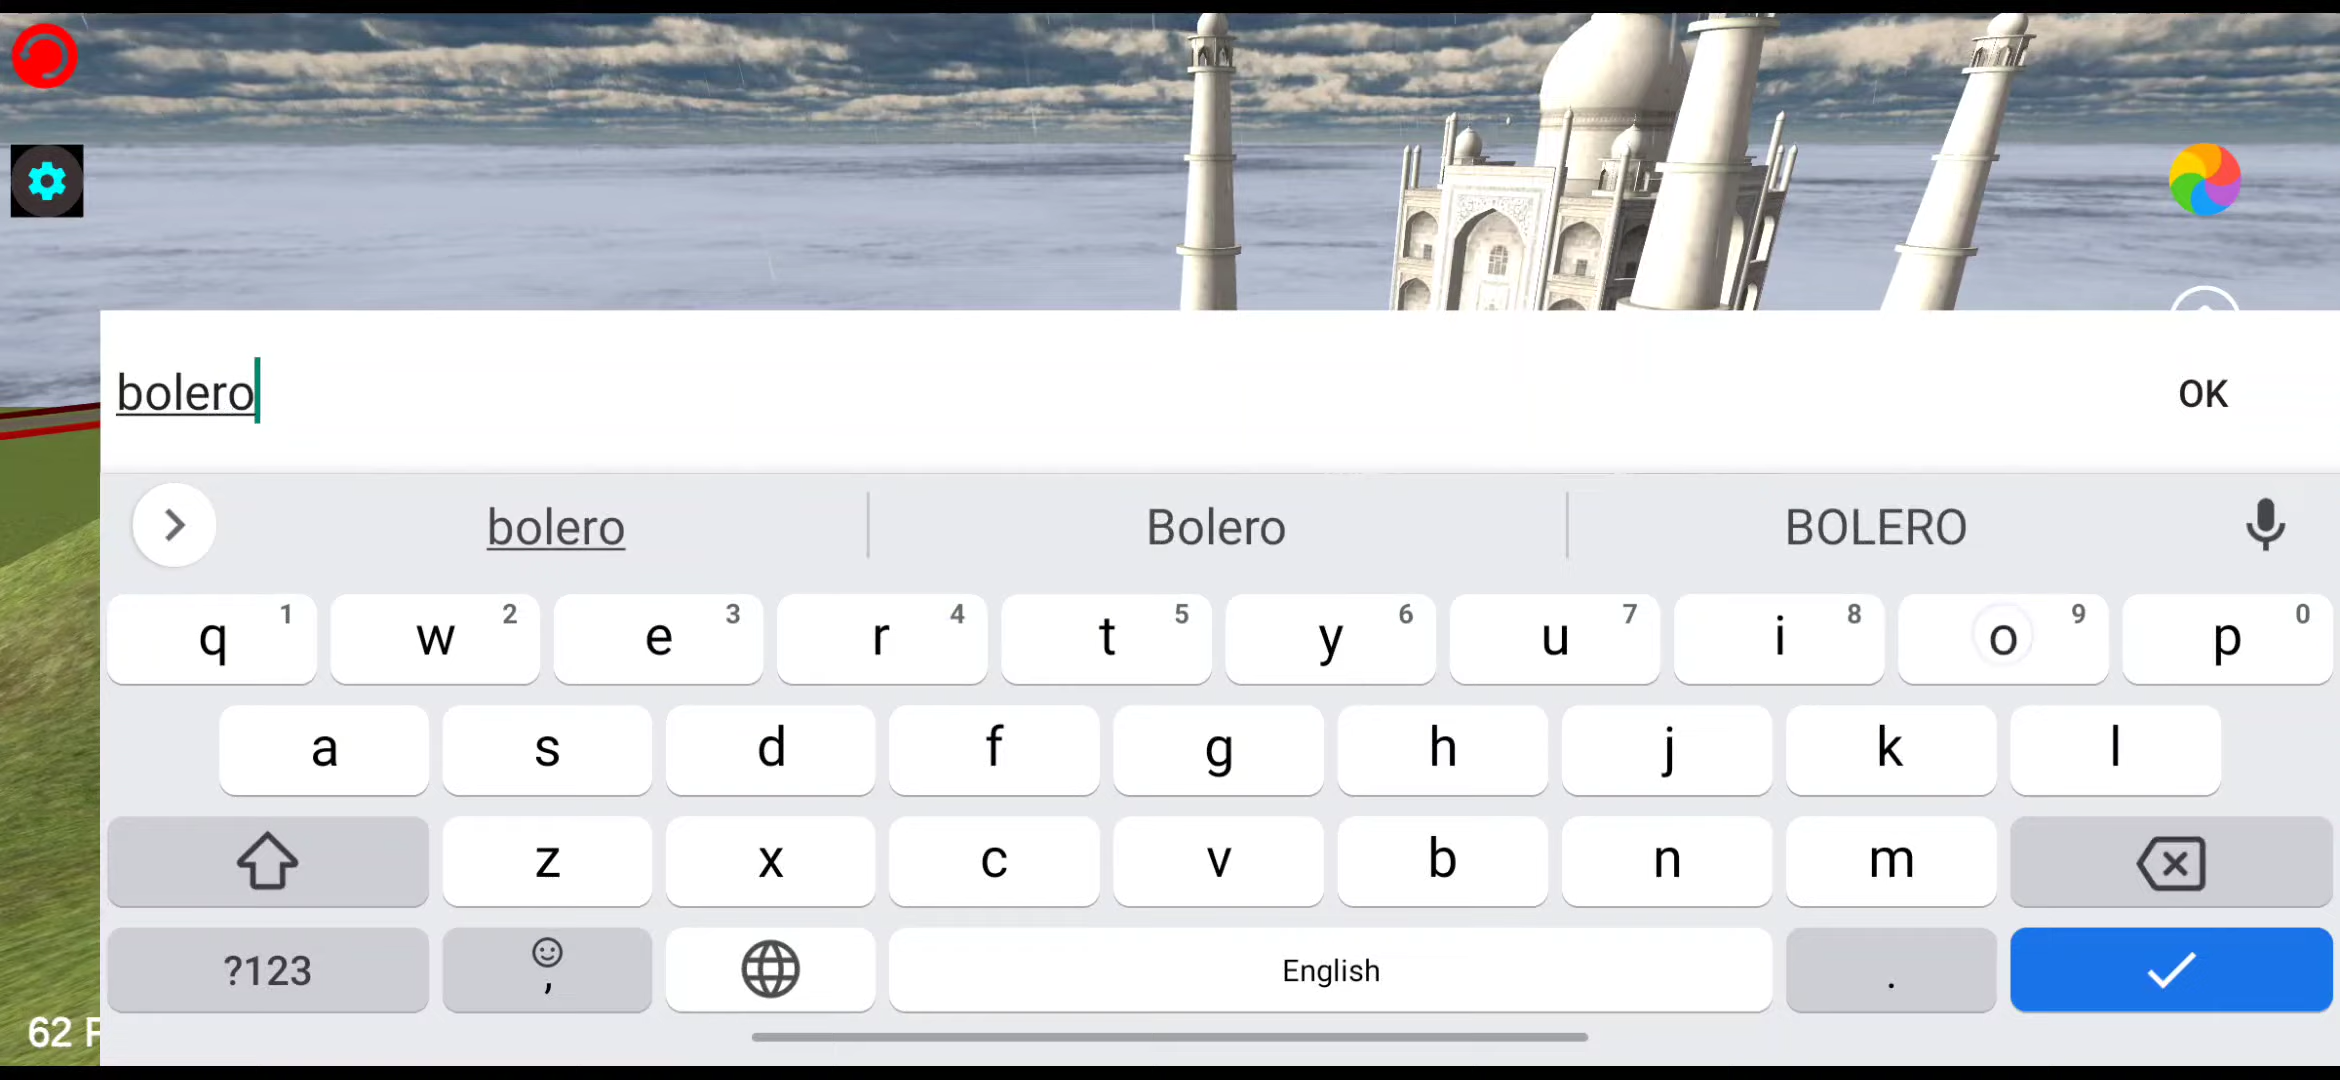 bolero
OK
bolero Bolero BOLERO
q 1 w 2 e 3 r 4 t 5 y 6 u 7 i 8 o 9 p 0
a s d f g h j k l
z x c v b n m
?123 , English .
62 F